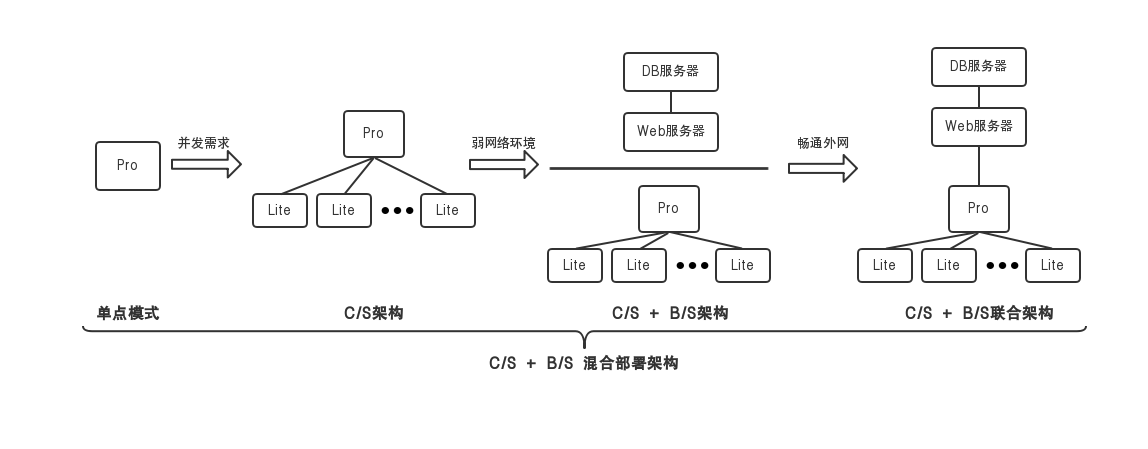 Pro
并发需求
Pro
Lite
Lite
Lite
弱网络环境
DB服务器
Web服务器
Pro
Lite
Lite
Lite
畅通外网
DB服务器
Web服务器
Pro
Lite
Lite
Lite
单点模式
C/S架构
C/S + B/S架构
C/S + B/S联合架构
C/S + B/S 混合部署架构